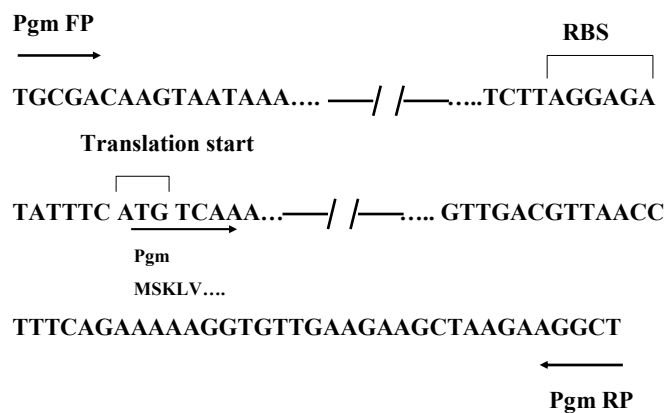 Pgm FP
RBS
TGCGACAAGTAATAAA.... …..TCTTAGGAGA
Translation start
TATTTC ATG TCAAA… ….. GTTGACGTTAACC
Pgm
MSKLV….
TTTCAGAAAAAGGTGTTGAAGAAGCTAAGAAGGCT
Pgm RP